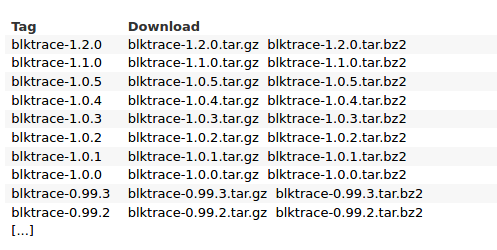 Tag Download
blktrace-1.2.0 blktrace-1.2.0.tar.gz blktrace-1.2.0.tar.bz2
blktrace-1.1.0 blktrace-1.1.0.tar.gz blktrace-1.1.0.tar.bz2
blktrace-1.0.5 blktrace-1.0.5.tar.gz blktrace-1.0.5.tar.bz2
blktrace-1.0.4 blktrace-1.0.4.tar.gz blktrace-1.0.4.tar.bz2
blktrace-1.0.3 blktrace-1.0.3.tar.gz blktrace-1.0.3.tar.bz2
blktrace-1.0.2 blktrace-1.0.2.tar.gz blktrace-1.0.2.tar.bz2
blktrace-1.0.1 blktrace-1.0.1.tar.gz blktrace-1.0.1.tar.bz2
blktrace-1.0.0 blktrace-1.0.0.tar.gz blktrace-1.0.0.tar.bz2
blktrace-0.99.3 blktrace-0.99.3.tar.gz blktrace-0.99.3.tar.bz2
blktrace-0.99.2 blktrace-0.99.2.tar.gz blktrace-0.99.2.tar.bz2
[...]